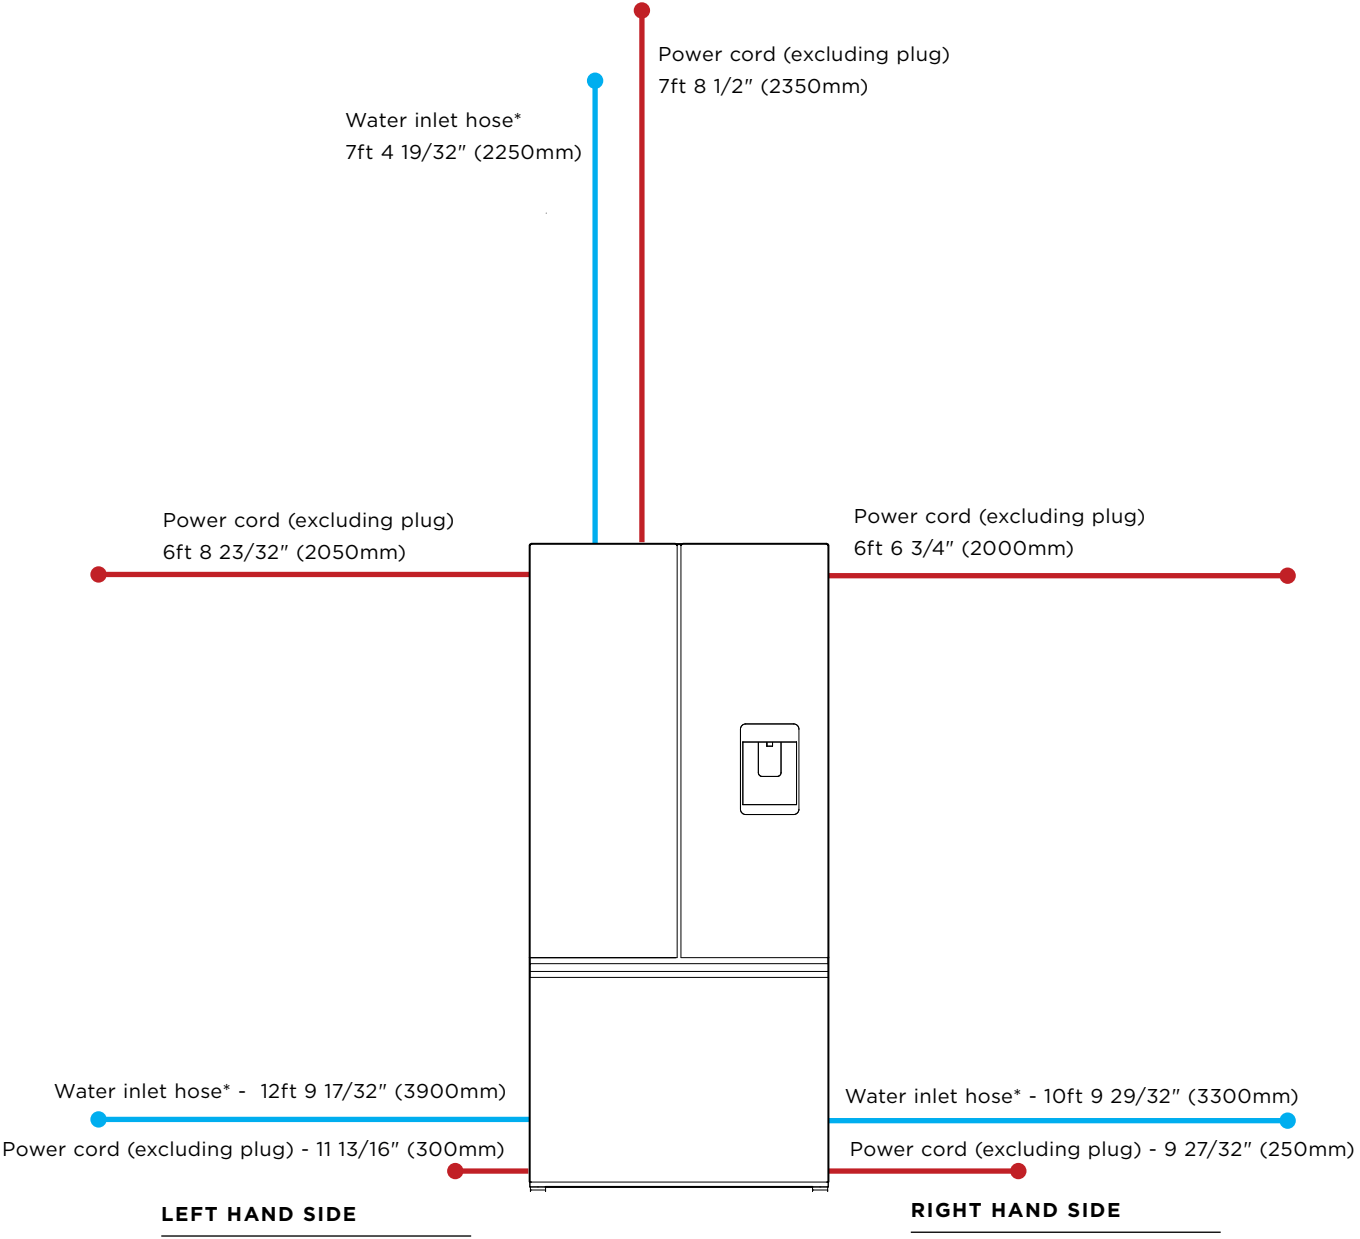 Power cord (excluding plug)
7ft 8 1/2" (2350mm)
Water inlet hose*
7ft 4 19/32" (2250mm)
Power cord (excluding plug)
6ft 8 23/32" (2050mm)
Power cord (excluding plug)
6ft 6 3/4" (2000mm)
Water inlet hose* - 12ft 9 17/32" (3900mm)
Water inlet hose* - 10ft 9 29/32" (3300mm)
Power cord (excluding plug) - 11 13/16" (300mm)
Power cord (excluding plug) - 9 27/32" (250mm)
LEFT HAND SIDE
RIGHT HAND SIDE